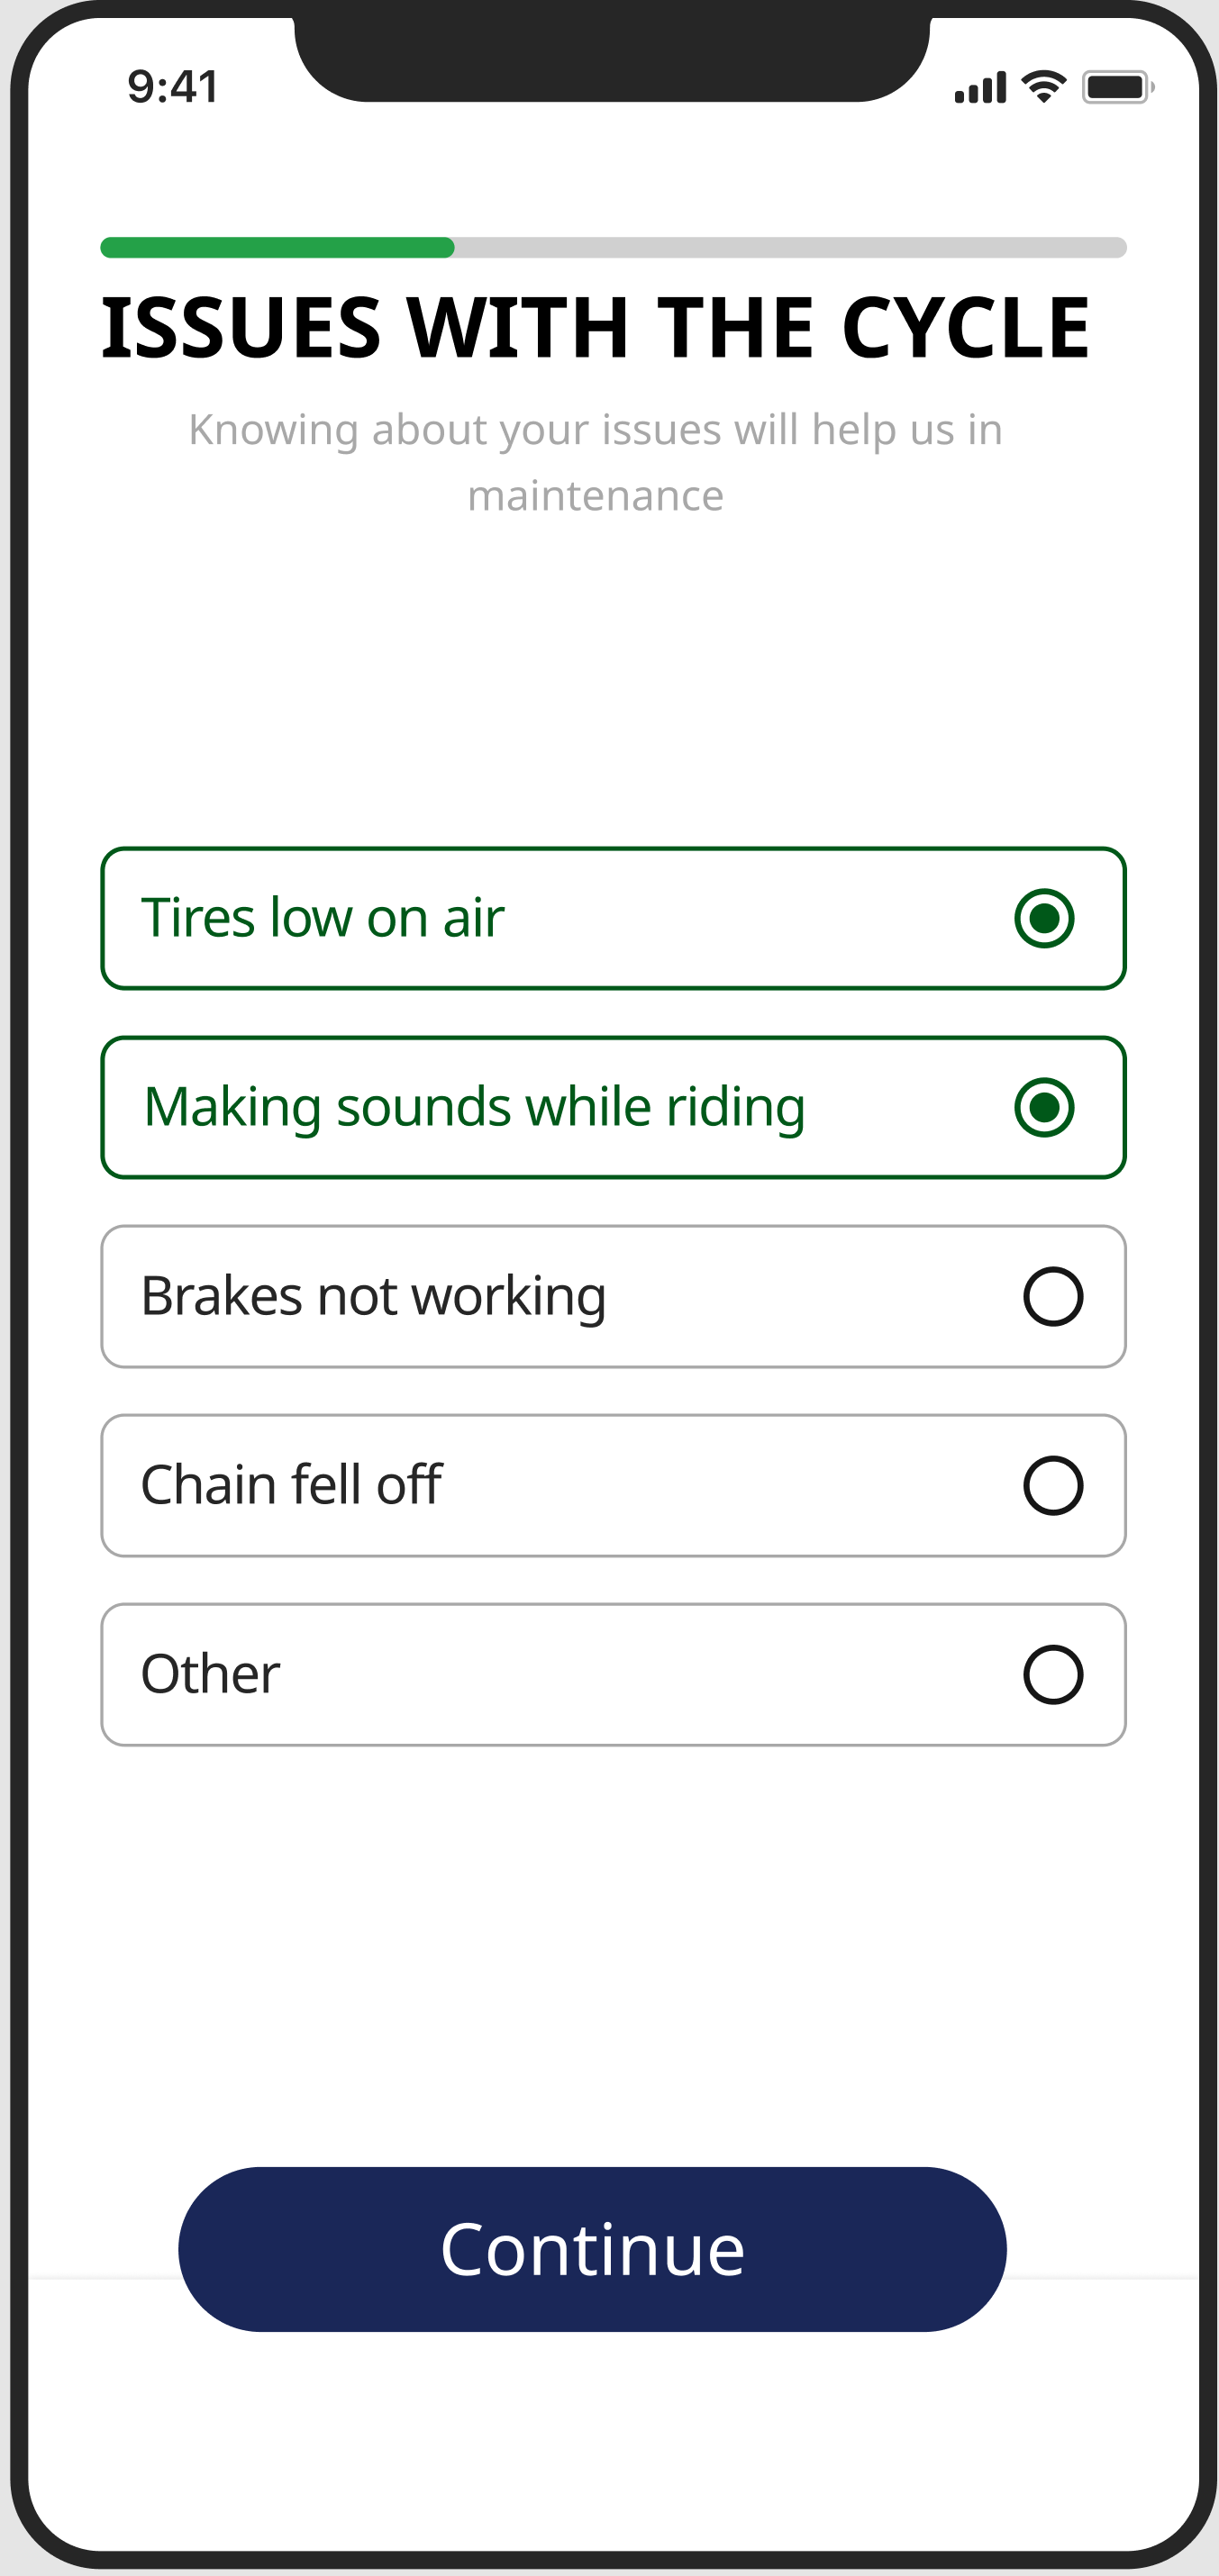 9:41
ISSUES WITH THE CYCLE
Knowing about your issues will help us in
maintenance
Tires low on air
Making sounds while riding
Brakes not working
Chain fell off
Other
Continue